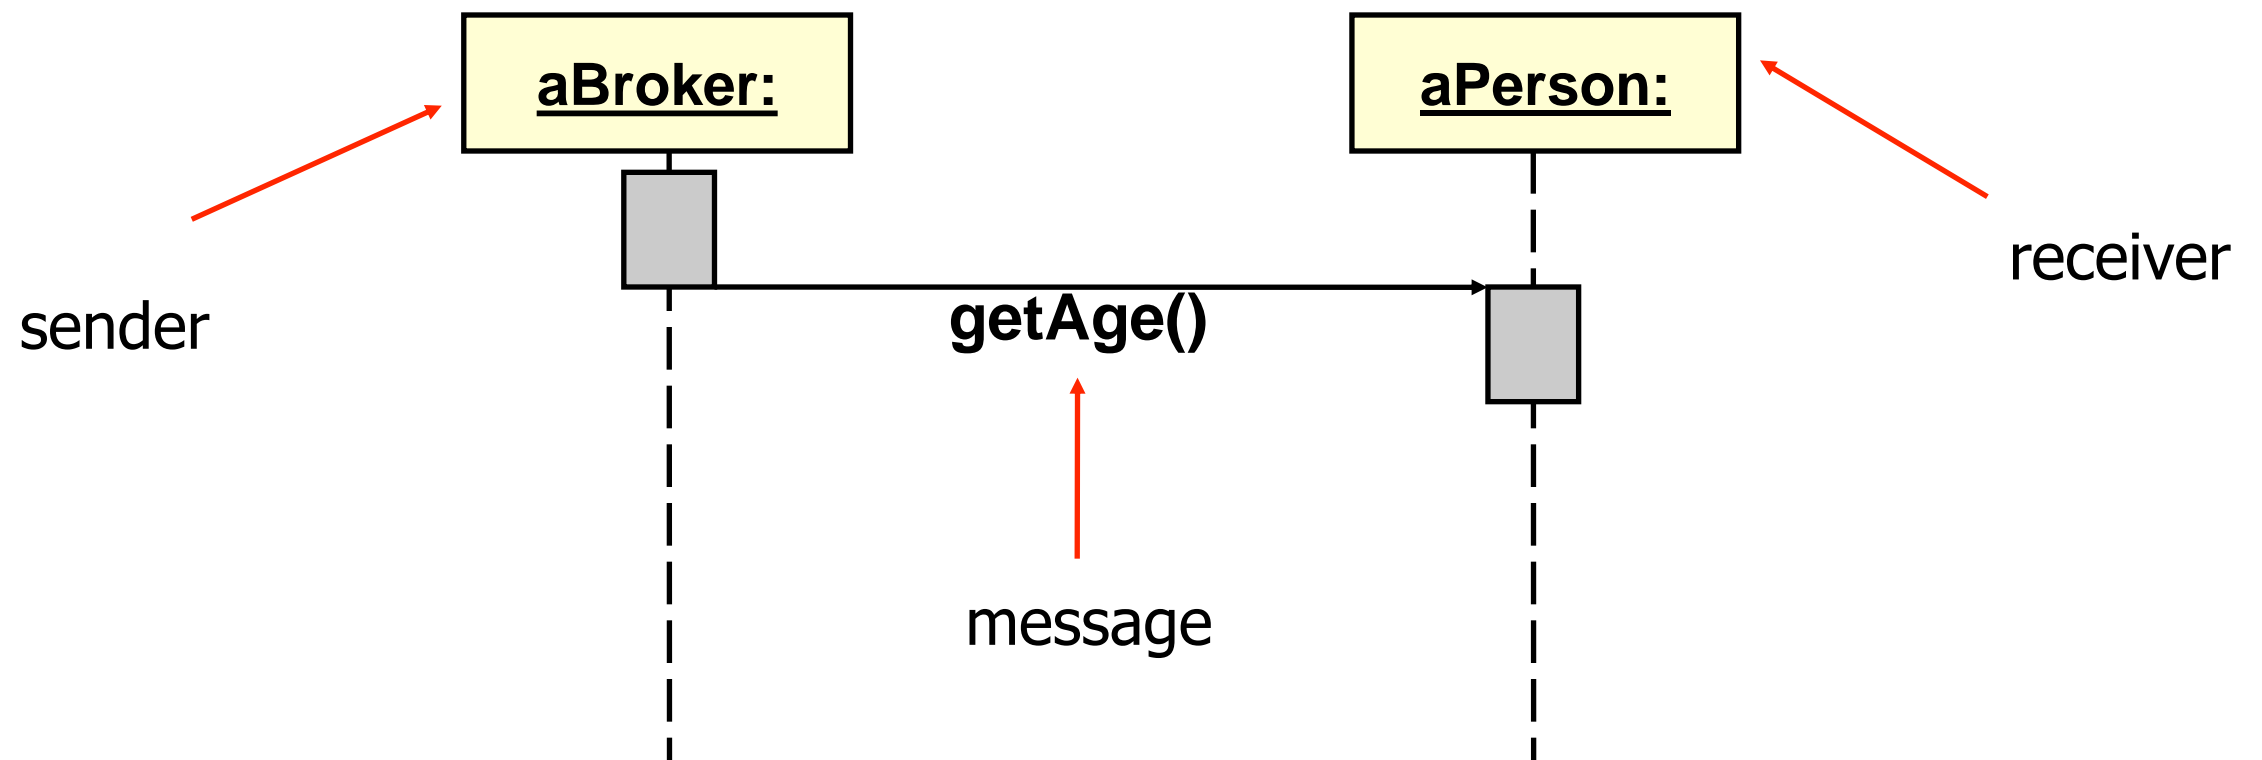 aBroker:
aPerson:
receiver
sender
getAge()
message